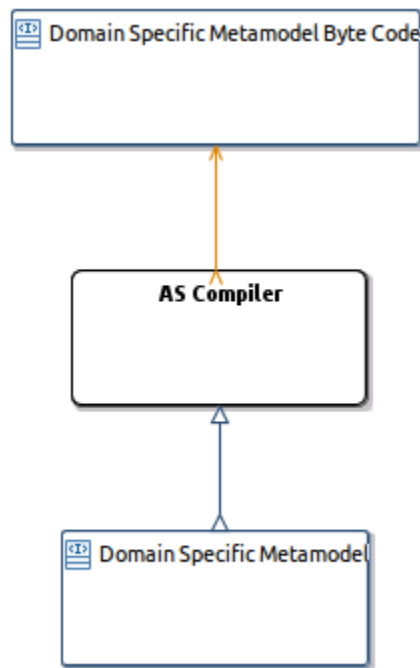 Domain Specific Metamodel Byte Code
AS Compiler
Domain Specific Metamodel